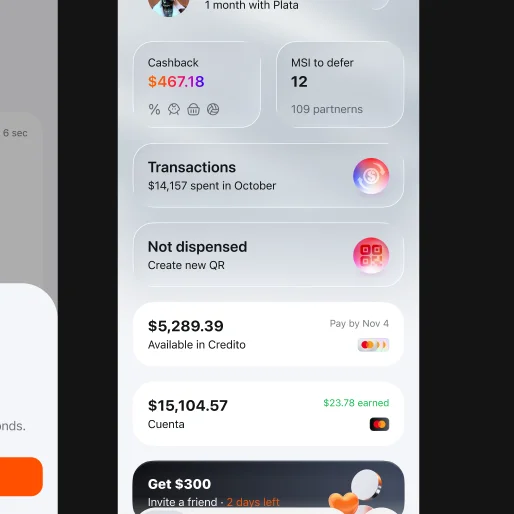 1 month with Plata
Cashback
$467.18
MSI to defer
12
109 partnerns
6 sec
Transactions
$14,157 spent in October
Not dispensed
Create new QR
$5,289.39
Available in Credito
Pay by Nov 4
onds.
$15,104.57
Cuenta
$23.78 earned
Get $300
Invite a friend · 2 days left